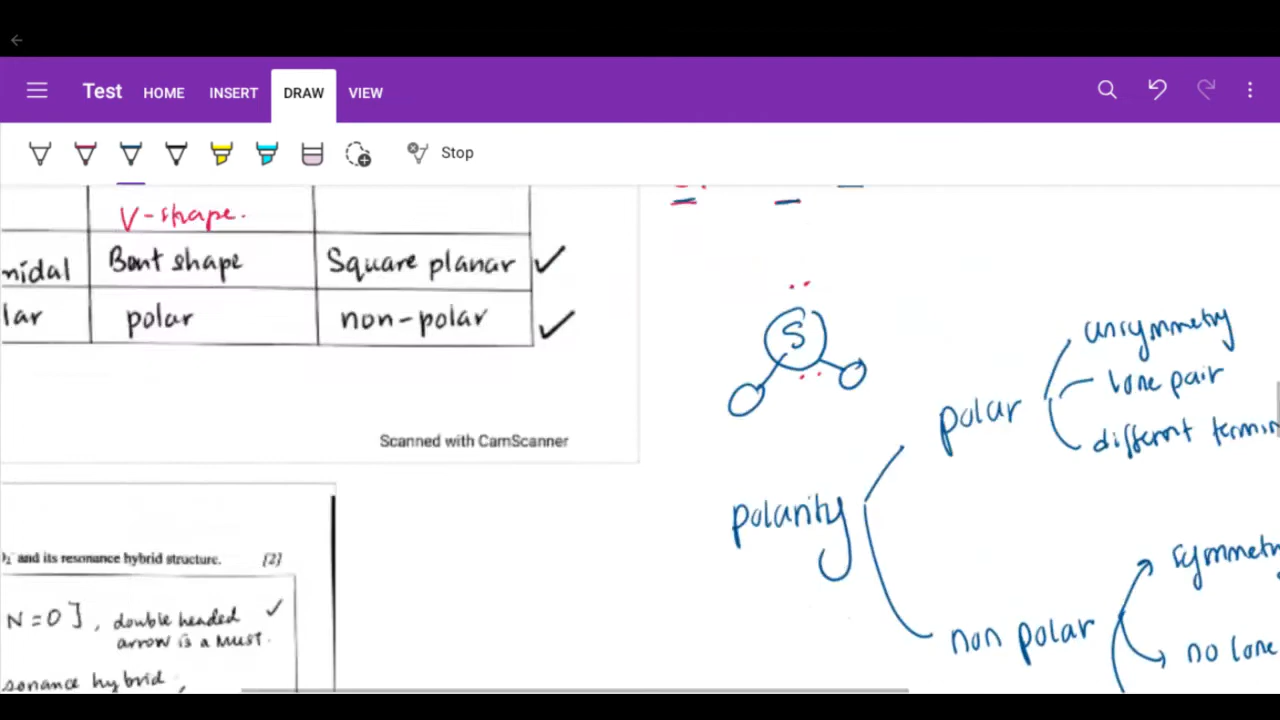 Test HOME INSERT DRAW VIEW
Stop
V-shape.
midal Bent shape Square planar ✓
lar polar non-polar ✓
Scanned with CamScanner
and its resonance hybrid structure. [2]
N=O], double headed ✓
arrow is a MUST.
sonance hybrid,
S
polarity
polar
unsymmetry
lone pair
different termin
non polar
symmetry
no lone